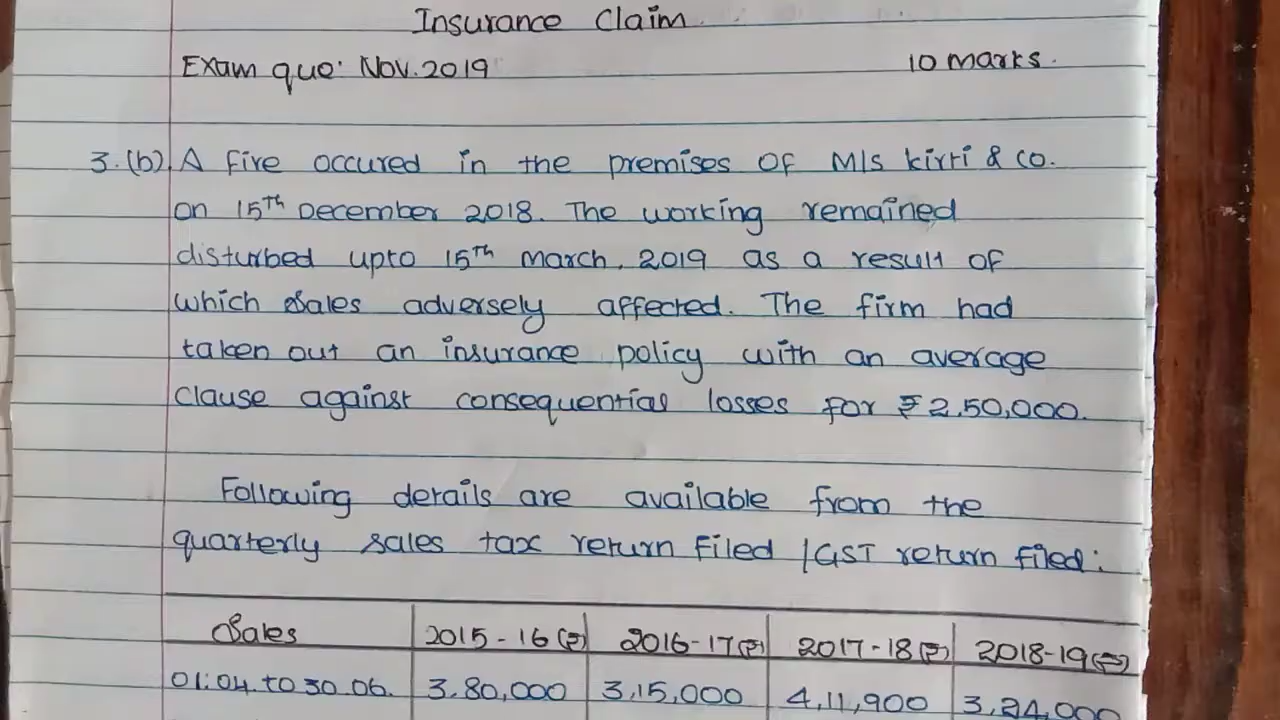 Insurance Claim
Exam que: Nov. 2019 10 marks.
3. (b) A fire occured in the premises of M/s kirti & co.
on 15th December 2018. The working remained
disturbed upto 15th march, 2019 as a result of
which Sales adversely affected. The firm had
taken out an insurance policy with an average
clause against consequential losses for ₹2,50,000.
Following details are available from the
quarterly sales tax return filed /GST return filed:
Sales 2015-16(₹) 2016-17(₹) 2017-18(₹) 2018-19(₹)
01.04 to 30.06. 3,80,000 3,15,000 4,11,900